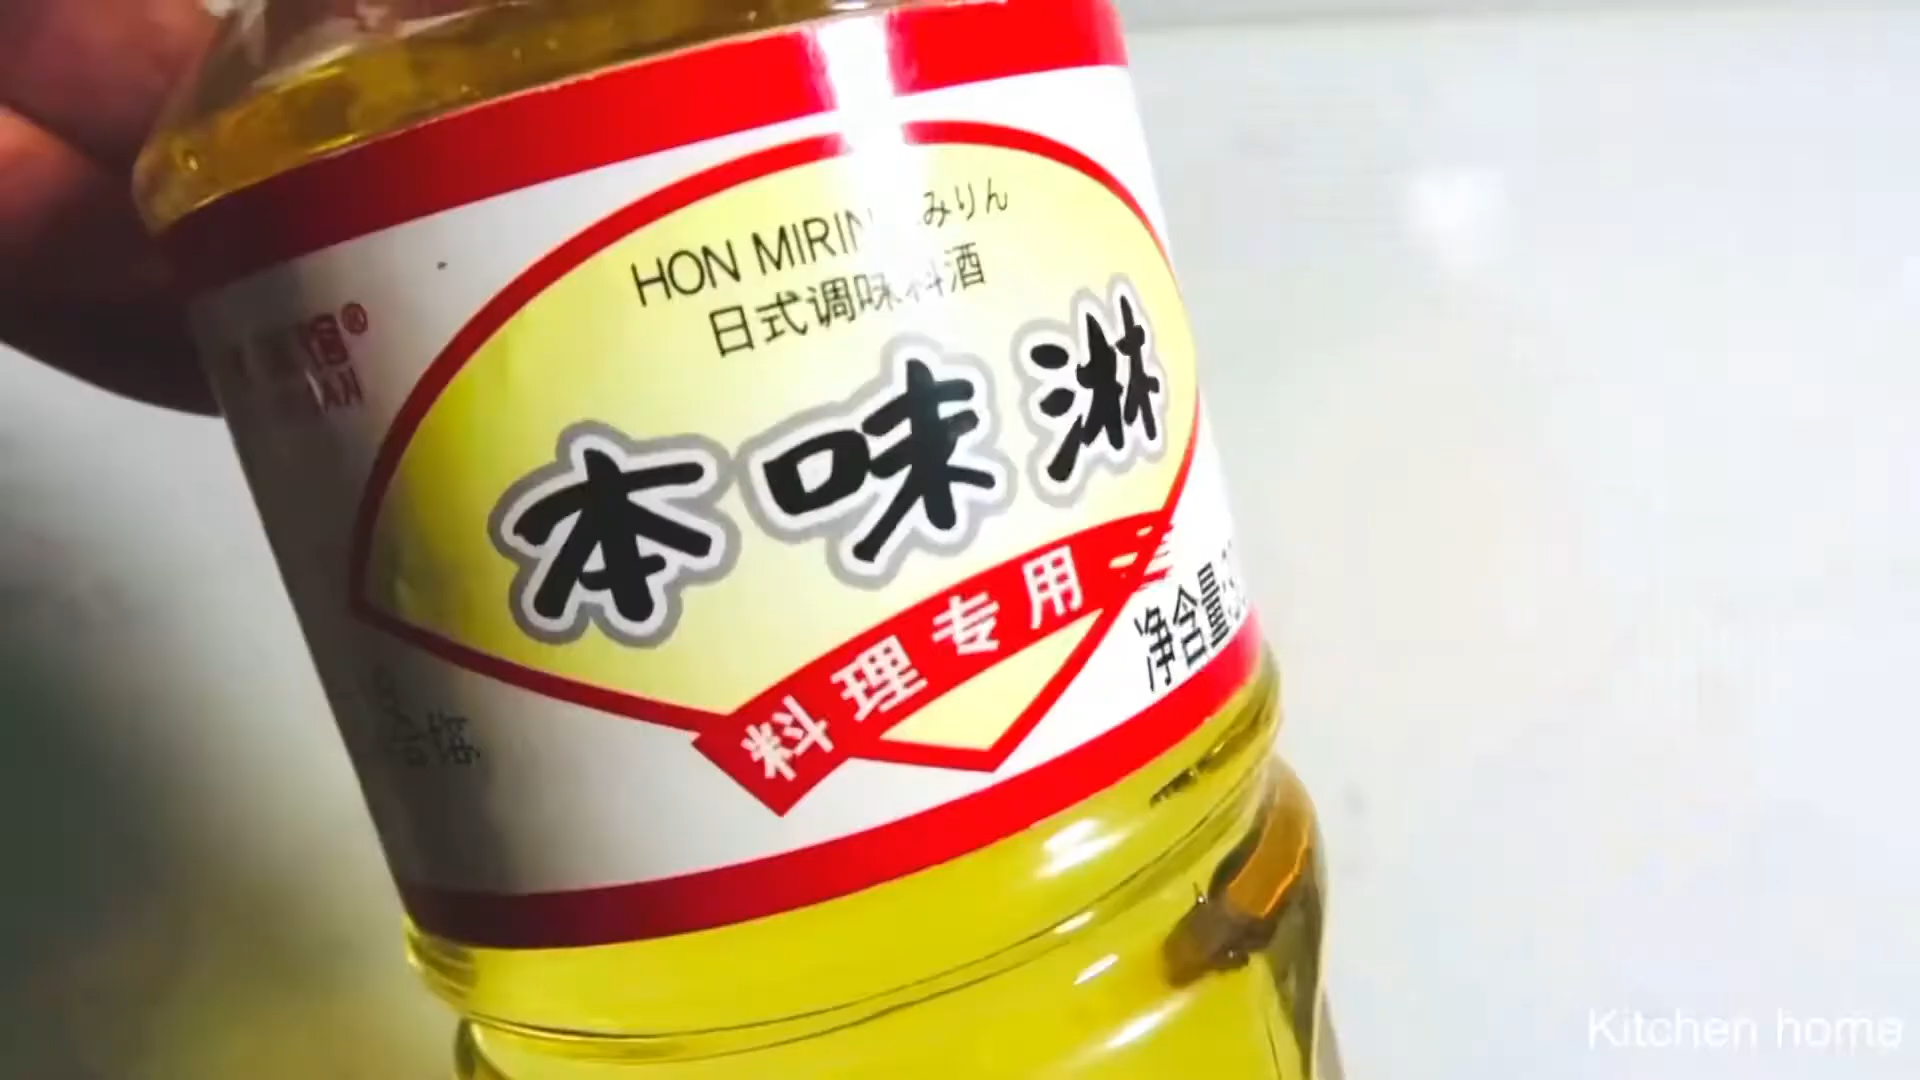 HON MIRIN みりん
日式调味料酒
本味淋
料理专用
净含量
Kitchen home